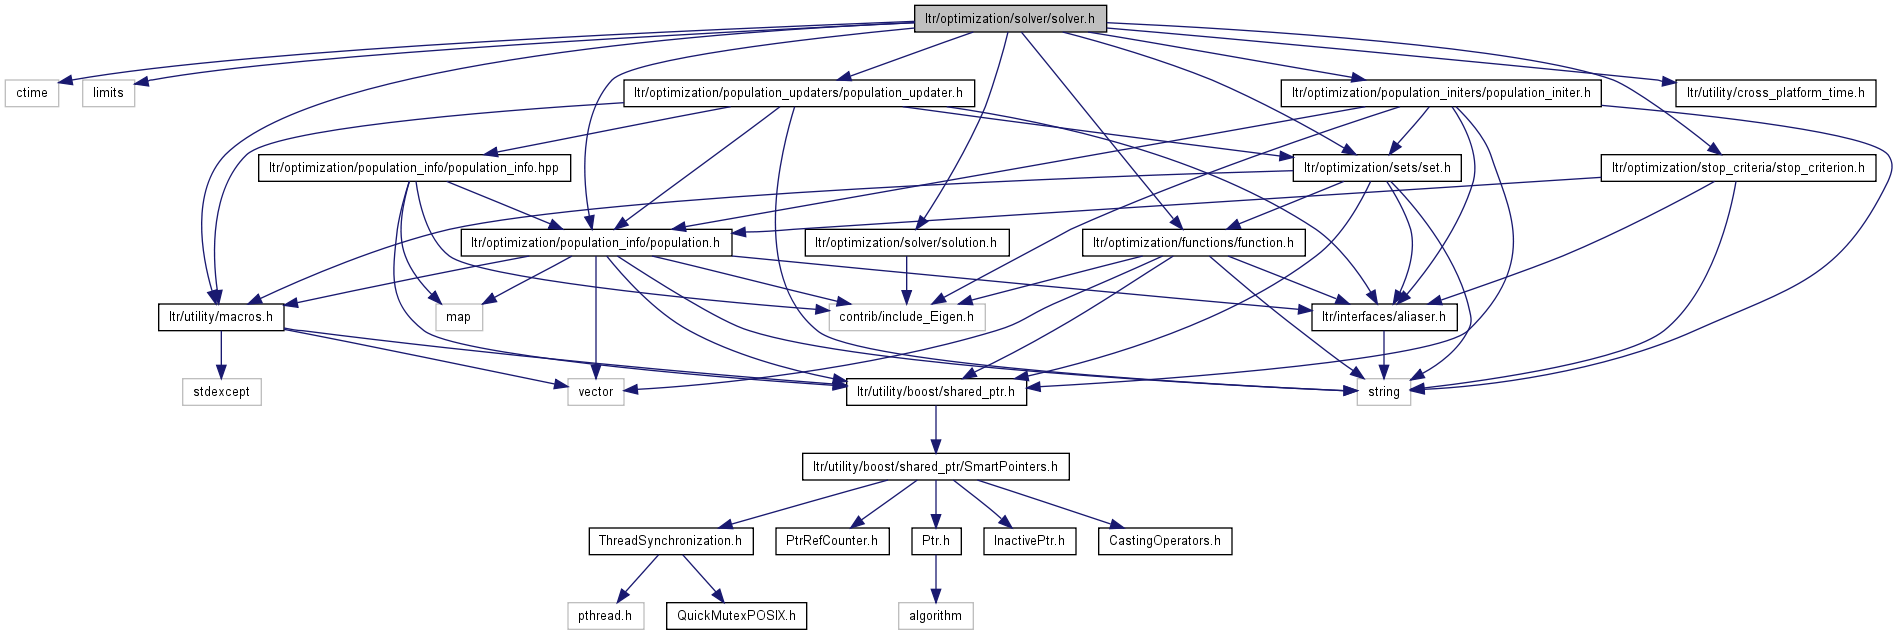 ltr/optimization/solver/solver.h
ctime
limits
ltr/optimization/population_updaters/population_updater.h
ltr/optimization/population_initers/population_initer.h
ltr/utility/cross_platform_time.h
ltr/optimization/population_info/population_info.hpp
ltr/optimization/sets/set.h
ltr/optimization/stop_criteria/stop_criterion.h
ltr/optimization/population_info/population.h
ltr/optimization/solver/solution.h
ltr/optimization/functions/function.h
ltr/utility/macros.h
map
contrib/include_Eigen.h
ltr/interfaces/aliaser.h
stdexcept
vector
ltr/utility/boost/shared_ptr.h
string
ltr/utility/boost/shared_ptr/SmartPointers.h
ThreadSynchronization.h
PtrRefCounter.h
Ptr.h
InactivePtr.h
CastingOperators.h
pthread.h
QuickMutexPOSIX.h
algorithm